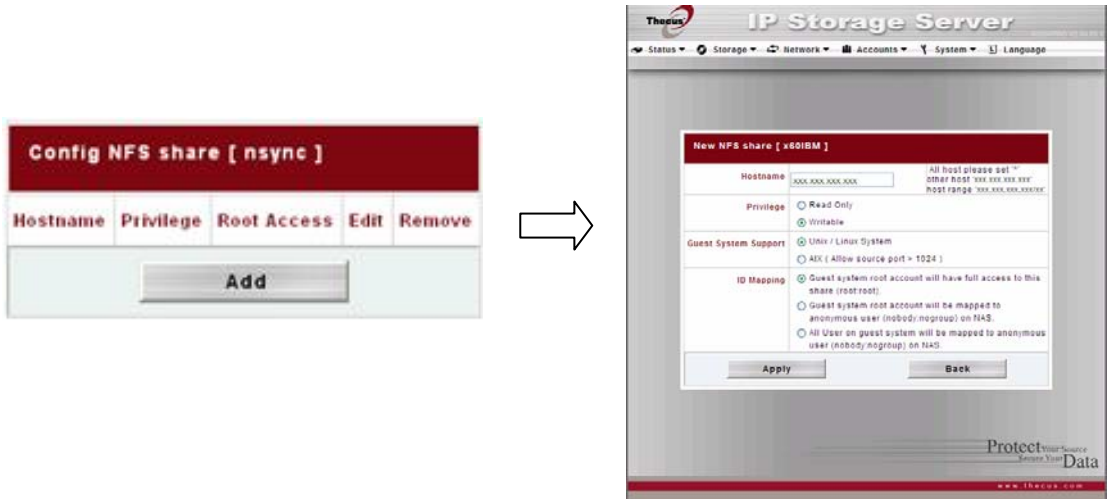 Config NFS share [ nsync ]
Hostname Privilege Root Access Edit Remove
Add
Thecus
IP Storage Server
Status Storage Network Accounts System Language
New NFS share [ x60IBM ]
Hostname
xxx.xxx.xxx.xxx
All host please set '*'
other host 'xxx.xxx.xxx.xxx'
host range 'xxx.xxx.xxx.xxx/xx'
Privilege
Read Only
Writable
Guest System Support
Unix / Linux System
AIX ( Allow source port > 1024 )
ID Mapping
Guest system root account will have full access to this
share (root:root).
Guest system root account will be mapped to
anonymous user (nobody:nogroup) on NAS.
All User on guest system will be mapped to anonymous
user (nobody:nogroup) on NAS.
Apply Back
Protect Your Source
Secure Your Data
www.thecus.com